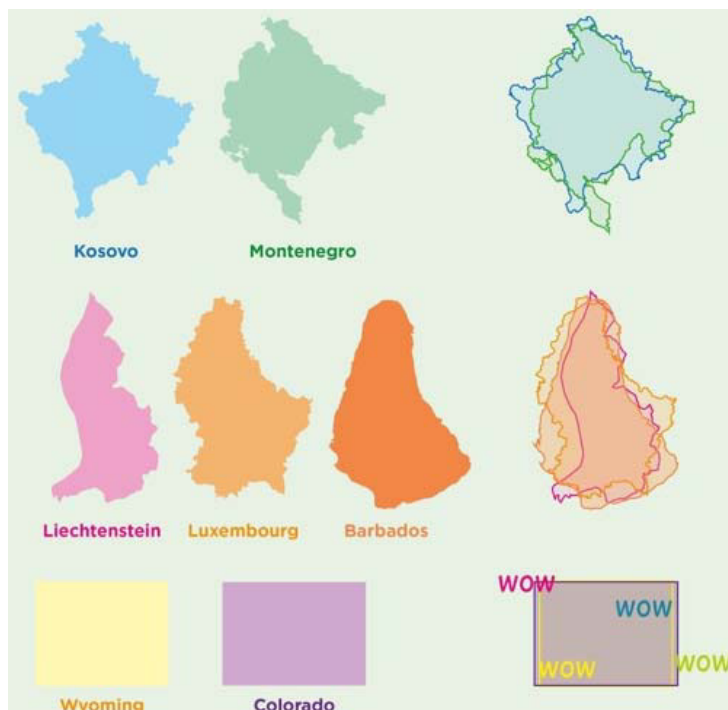 Kosovo
Montenegro
Liechtenstein
Luxembourg
Barbados
WOW
WOW
WOW
WOW
Wyoming
Colorado